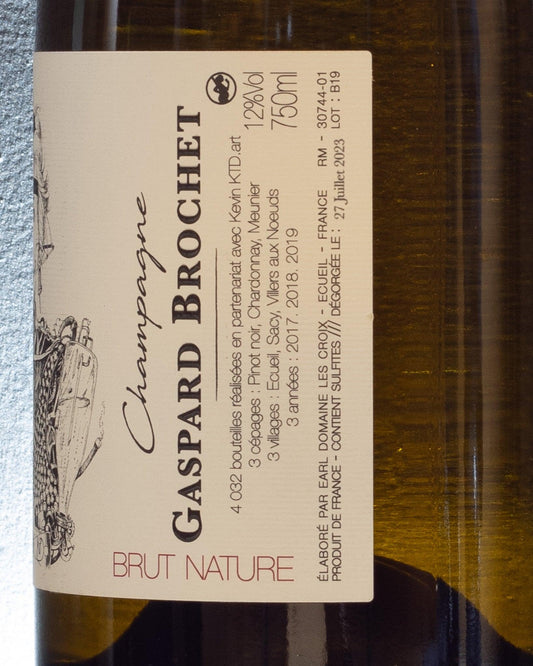 Champagne
GASPARD BROCHET
4 032 bouteilles réalisées en partenariat avec Kevin KTD.art
3 cépages : Pinot noir, Chardonnay, Meunier
3 villages : Ecueil, Sacy, Villers aux Noeuds
3 années : 2017. 2018. 2019
12%Vol
750ml
BRUT NATURE
ÉLABORÉ PAR EARL DOMAINE LES CROIX - ECUEIL - FRANCE RM - 30744-01
PRODUIT DE FRANCE - CONTIENT SULFITES /// DÉGORGÉE LE : 27 Juillet 2023 LOT : B19